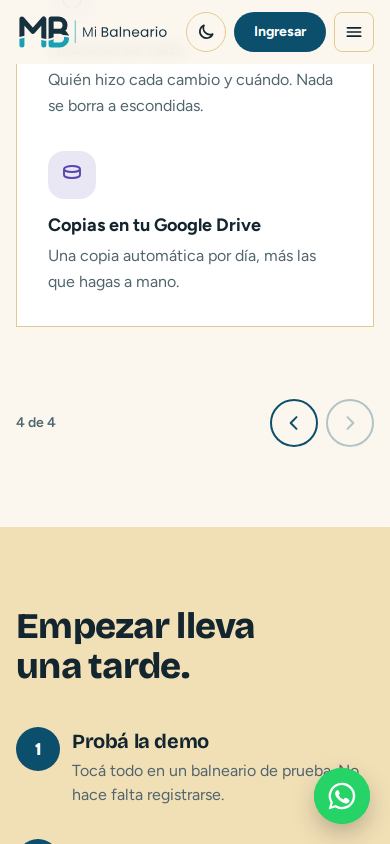 MB Mi Balneario
Ingresar
Quién hizo cada cambio y cuándo. Nada
se borra a escondidas.
Copias en tu Google Drive
Una copia automática por día, más las
que hagas a mano.
4 de 4
Empezar lleva
una tarde.
1
Probá la demo
Tocá todo en un balneario de prueba. No
hace falta registrarse.